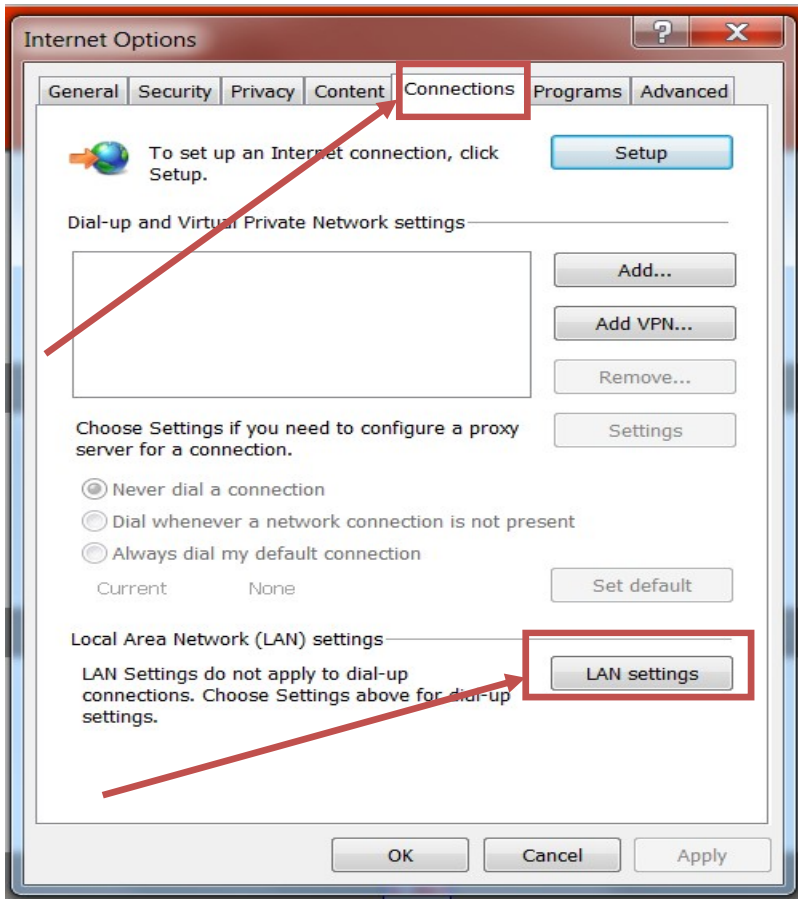 Internet Options
?
X
General Security Privacy Content Connections Programs Advanced
To set up an Internet connection, click
Setup.
Setup
Dial-up and Virtual Private Network settings
Add...
Add VPN...
Remove...
Choose Settings if you need to configure a proxy
server for a connection.
Settings
Never dial a connection
Dial whenever a network connection is not present
Always dial my default connection
Current None
Set default
Local Area Network (LAN) settings
LAN Settings do not apply to dial-up
connections. Choose Settings above for dial-up
settings.
LAN settings
OK
Cancel
Apply